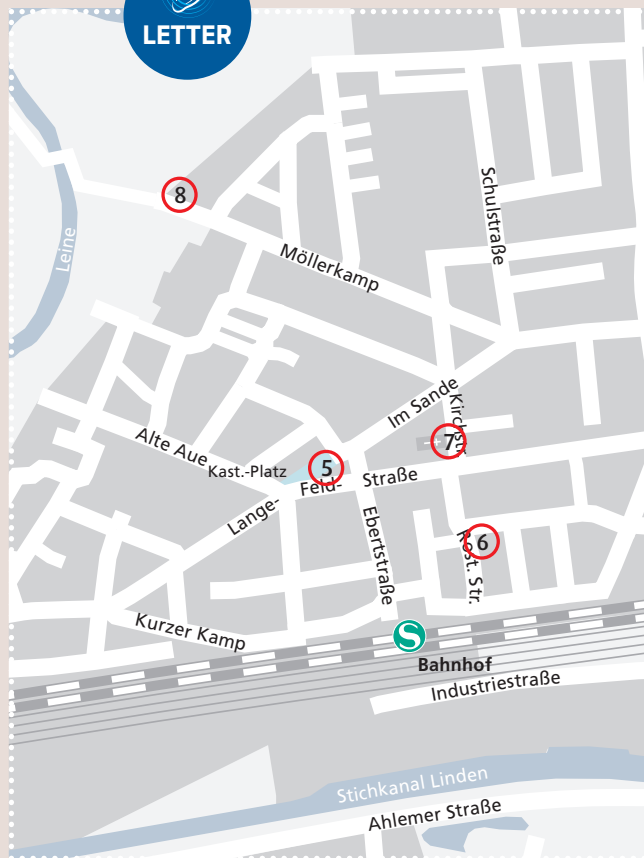 LETTER
8
Schulstraße
Leine
Möllerkamp
Im Sande
Kirchstr.
7
Alte Aue
Kast.-Platz
5
Lange-
Feld-
Straße
Ebertstraße
6
Rost. Str.
Kurzer Kamp
S
Bahnhof
Industriestraße
Stichkanal Linden
Ahlemer Straße